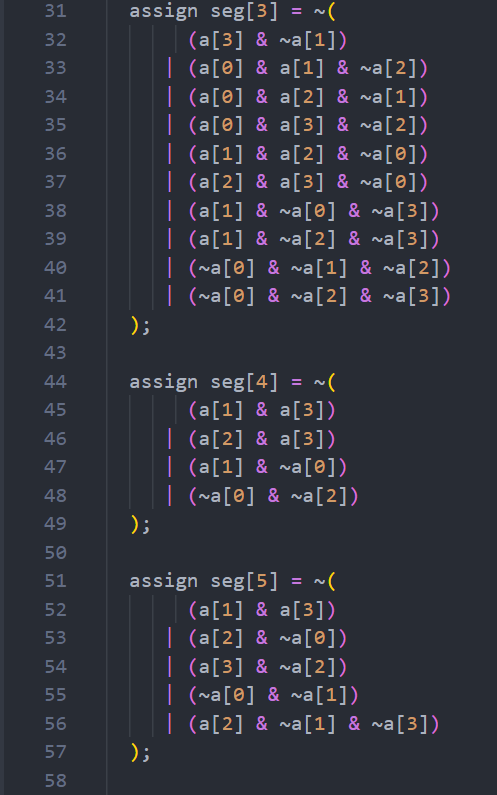 31 assign seg[3] = ~(
32 (a[3] & ~a[1])
33 | (a[0] & a[1] & ~a[2])
34 | (a[0] & a[2] & ~a[1])
35 | (a[0] & a[3] & ~a[2])
36 | (a[1] & a[2] & ~a[0])
37 | (a[2] & a[3] & ~a[0])
38 | (a[1] & ~a[0] & ~a[3])
39 | (a[1] & ~a[2] & ~a[3])
40 | (~a[0] & ~a[1] & ~a[2])
41 | (~a[0] & ~a[2] & ~a[3])
42 );
43
44 assign seg[4] = ~(
45 (a[1] & a[3])
46 | (a[2] & a[3])
47 | (a[1] & ~a[0])
48 | (~a[0] & ~a[2])
49 );
50
51 assign seg[5] = ~(
52 (a[1] & a[3])
53 | (a[2] & ~a[0])
54 | (a[3] & ~a[2])
55 | (~a[0] & ~a[1])
56 | (a[2] & ~a[1] & ~a[3])
57 );
58